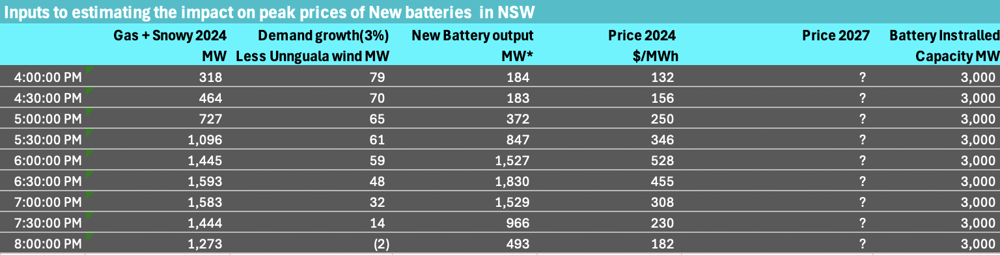 Inputs to estimating the impact on peak prices of New batteries  in NSW
Gas + Snowy 2024 Demand growth(3%) New Battery output Price 2024 Price 2027 Battery Instralled
MW Less Unnguala wind MW MW* $/MWh Capacity MW
4:00:00 PM 318 79 184 132 ? 3,000
4:30:00 PM 464 70 183 156 ? 3,000
5:00:00 PM 727 65 372 250 ? 3,000
5:30:00 PM 1,096 61 847 346 ? 3,000
6:00:00 PM 1,445 59 1,527 528 ? 3,000
6:30:00 PM 1,593 48 1,830 455 ? 3,000
7:00:00 PM 1,583 32 1,529 308 ? 3,000
7:30:00 PM 1,444 14 966 230 ? 3,000
8:00:00 PM 1,273 (2) 493 182 ? 3,000